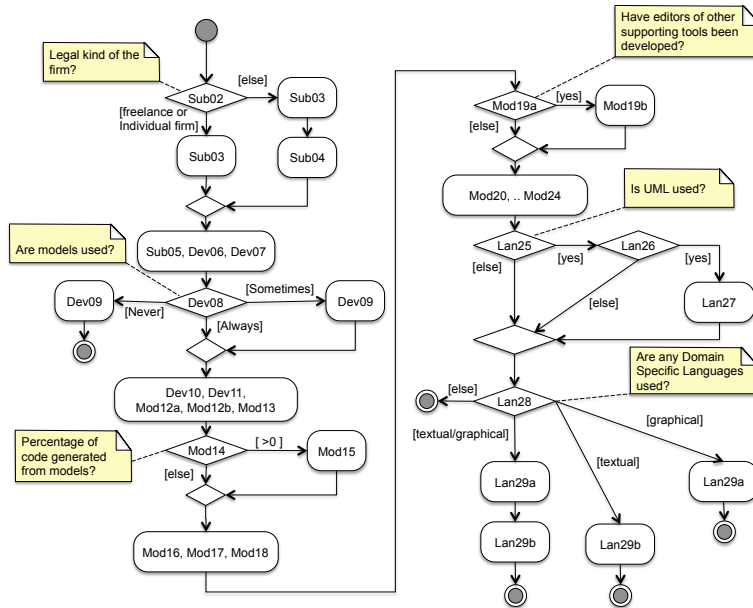 Legal kind of the
firm?
Sub02
[else]
Sub03
[freelance or
Individual firm]
Sub03
Sub04
Sub05, Dev06, Dev07
Are models used?
Dev08
[Sometimes]
Dev09
[Never]
Dev09
[Always]
Dev10, Dev11,
Mod12a, Mod12b, Mod13
Percentage of
code generated
from models?
Mod14
[ >0 ]
Mod15
[else]
Mod16, Mod17, Mod18
Have editors of other
supporting tools been
developed?
Mod19a
[yes]
Mod19b
[else]
Mod20, .. Mod24
Is UML used?
Lan25
[yes]
Lan26
[yes]
[else]
[else]
Lan27
Are any Domain
Specific Languages
used?
[else]
Lan28
[textual/graphical]
[textual]
[graphical]
Lan29a
Lan29a
Lan29b
Lan29b